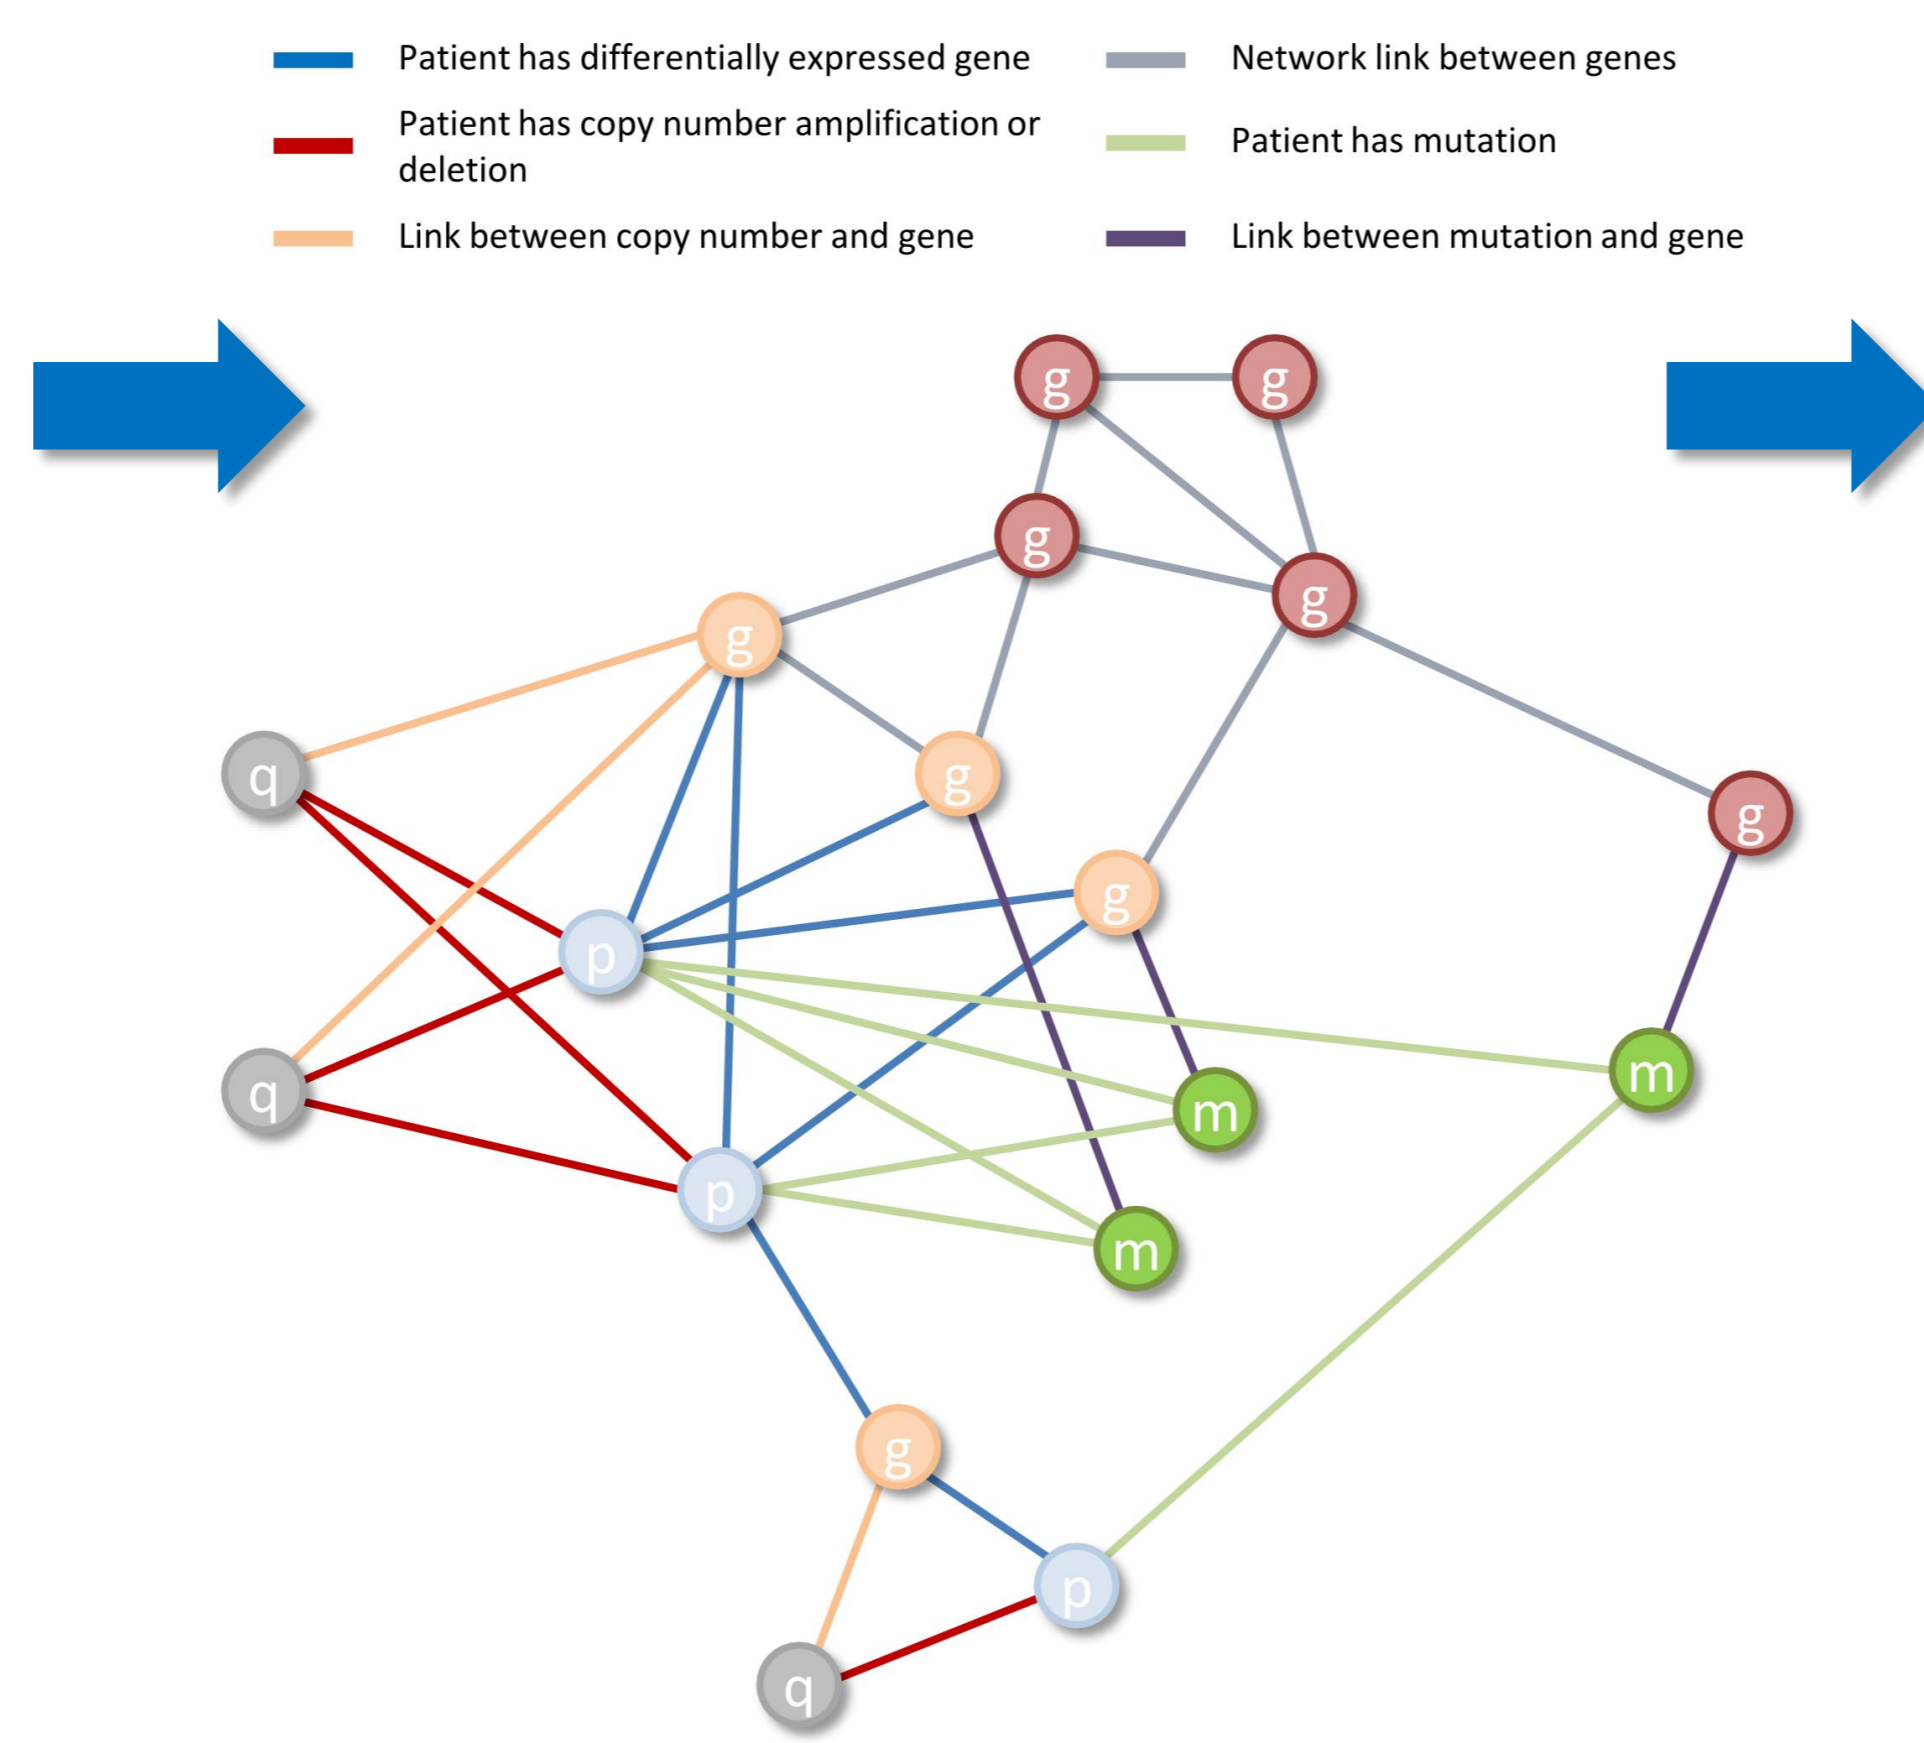 Patient has differentially expressed gene
Network link between genes
Patient has copy number amplification or
deletion
Patient has mutation
Link between copy number and gene
Link between mutation and gene
g g
g
g
g
q
g
g
g
p
m
q
m
p
m
g
p
q